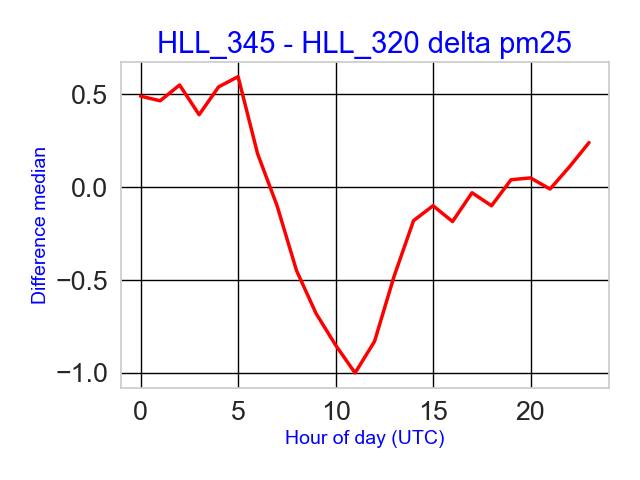 HLL_345 - HLL_320 delta pm25
Difference median
0.5
0.0
−0.5
−1.0
0 5 10 15 20
Hour of day (UTC)